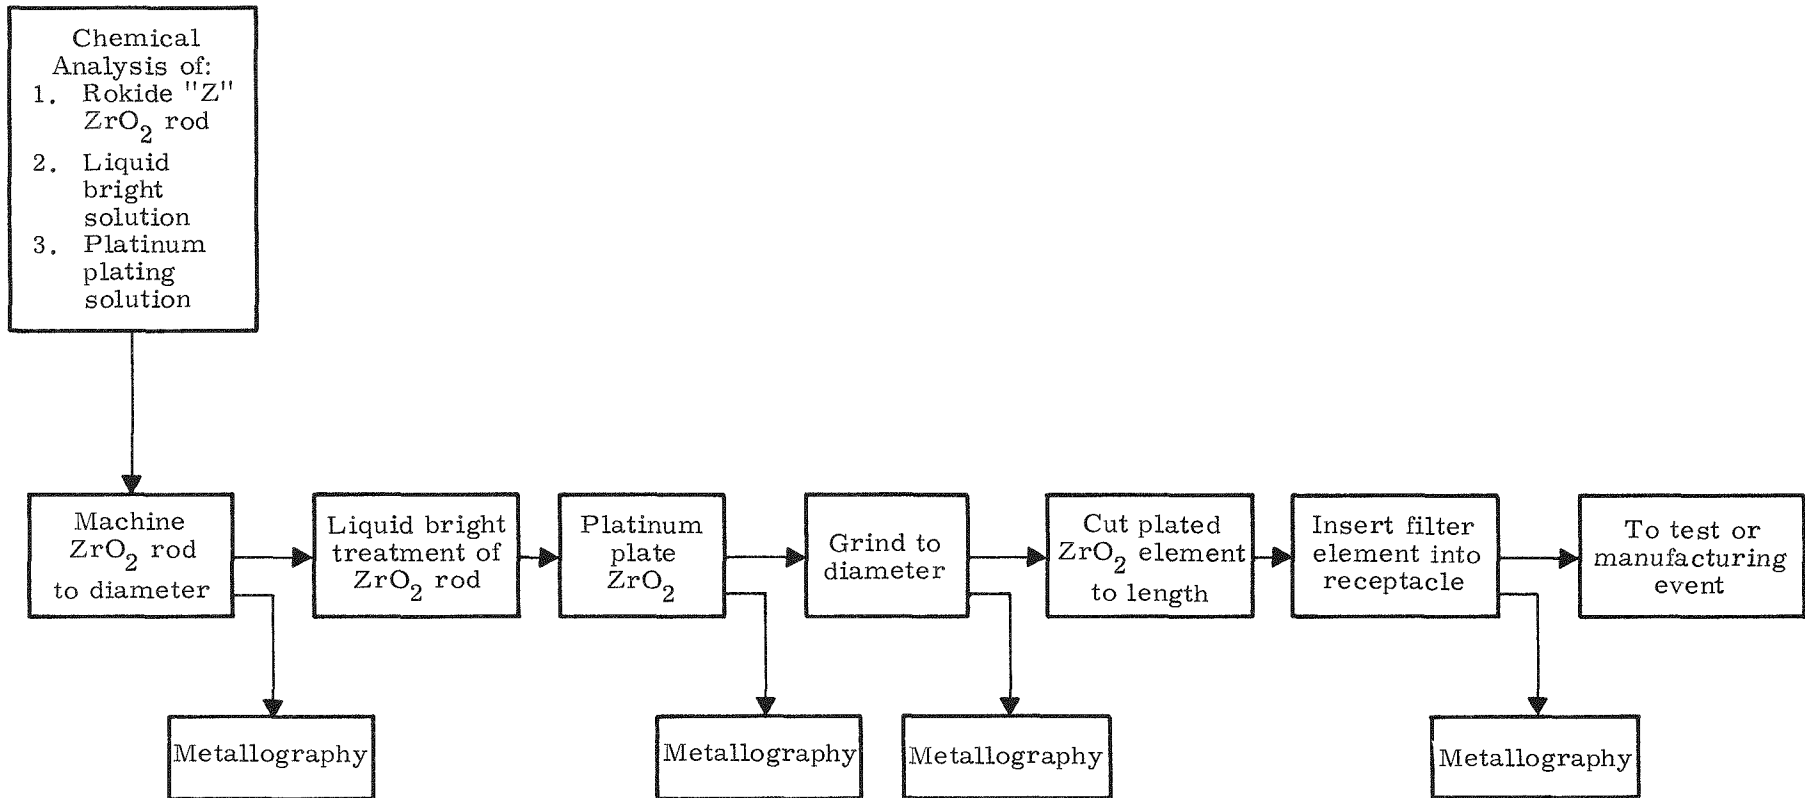 Chemical
Analysis of:
1. Rokide "Z"
ZrO2 rod
2. Liquid
bright
solution
3. Platinum
plating
solution
Machine
ZrO2 rod
to diameter
Liquid bright
treatment of
ZrO2 rod
Platinum
plate
ZrO2
Grind to
diameter
Cut plated
ZrO2 element
to length
Insert filter
element into
receptacle
To test or
manufacturing
event
Metallography
Metallography
Metallography
Metallography